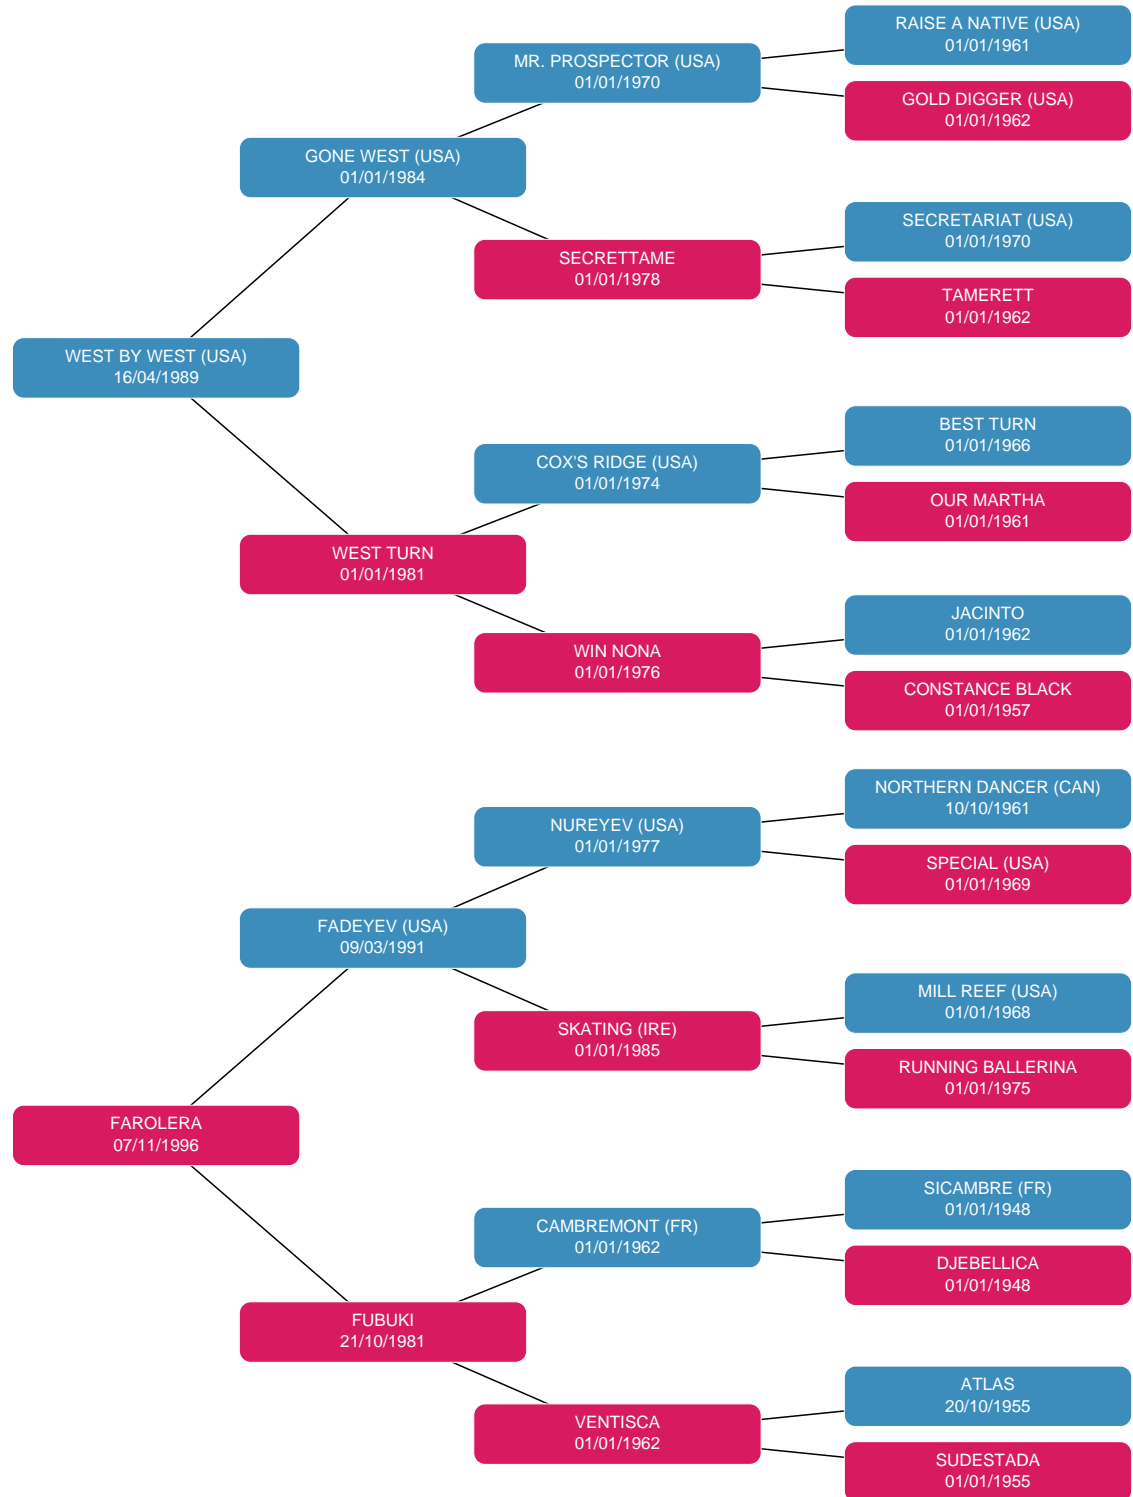 RAISE A NATIVE (USA)
01/01/1961
MR. PROSPECTOR (USA)
01/01/1970
GOLD DIGGER (USA)
01/01/1962
GONE WEST (USA)
01/01/1984
SECRETARIAT (USA)
01/01/1970
SECRETTAME
01/01/1978
TAMERETT
01/01/1962
WEST BY WEST (USA)
16/04/1989
BEST TURN
01/01/1966
COX'S RIDGE (USA)
01/01/1974
OUR MARTHA
01/01/1961
WEST TURN
01/01/1981
JACINTO
01/01/1962
WIN NONA
01/01/1976
CONSTANCE BLACK
01/01/1957
NORTHERN DANCER (CAN)
10/10/1961
NUREYEV (USA)
01/01/1977
SPECIAL (USA)
01/01/1969
FADEYEV (USA)
09/03/1991
MILL REEF (USA)
01/01/1968
SKATING (IRE)
01/01/1985
RUNNING BALLERINA
01/01/1975
FAROLERA
07/11/1996
SICAMBRE (FR)
01/01/1948
CAMBREMONT (FR)
01/01/1962
DJEBELLICA
01/01/1948
FUBUKI
21/10/1981
ATLAS
20/10/1955
VENTISCA
01/01/1962
SUDESTADA
01/01/1955